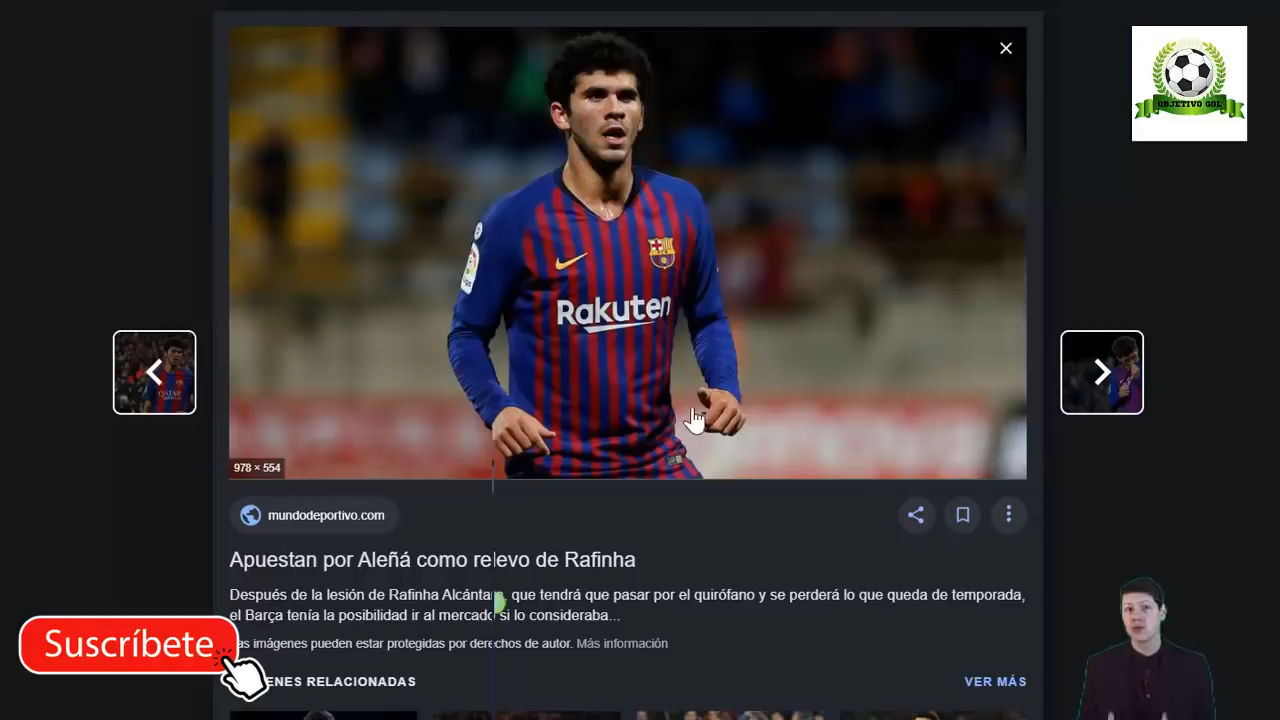 OBJETIVO GOL
Rakuten
QATAR
978 × 554
mundodeportivo.com
Apuestan por Aleñá como relevo de Rafinha
Después de la lesión de Rafinha Alcántara, que tendrá que pasar por el quirófano y se perderá lo que queda de temporada,
el Barça tenía la posibilidad ir al mercado si lo consideraba...
Las imágenes pueden estar protegidas por derechos de autor. Más información
Suscríbete
ENES RELACIONADAS
VER MÁS